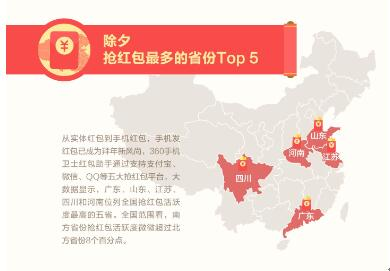 除夕
抢红包最多的省份Top 5
从实体红包到手机红包，手机发
红包已成为拜年新风尚，360手机
卫士红包助手通过支持支付宝、
微信、QQ等五大抢红包平台，大
数据显示，广东、山东、江苏、
四川和河南位列全国抢红包活跃
度最高的五省，全国范围看，南
方省份抢红包活跃度微微超过北
方省份8个百分点。
山东
河南
江苏
四川
广东